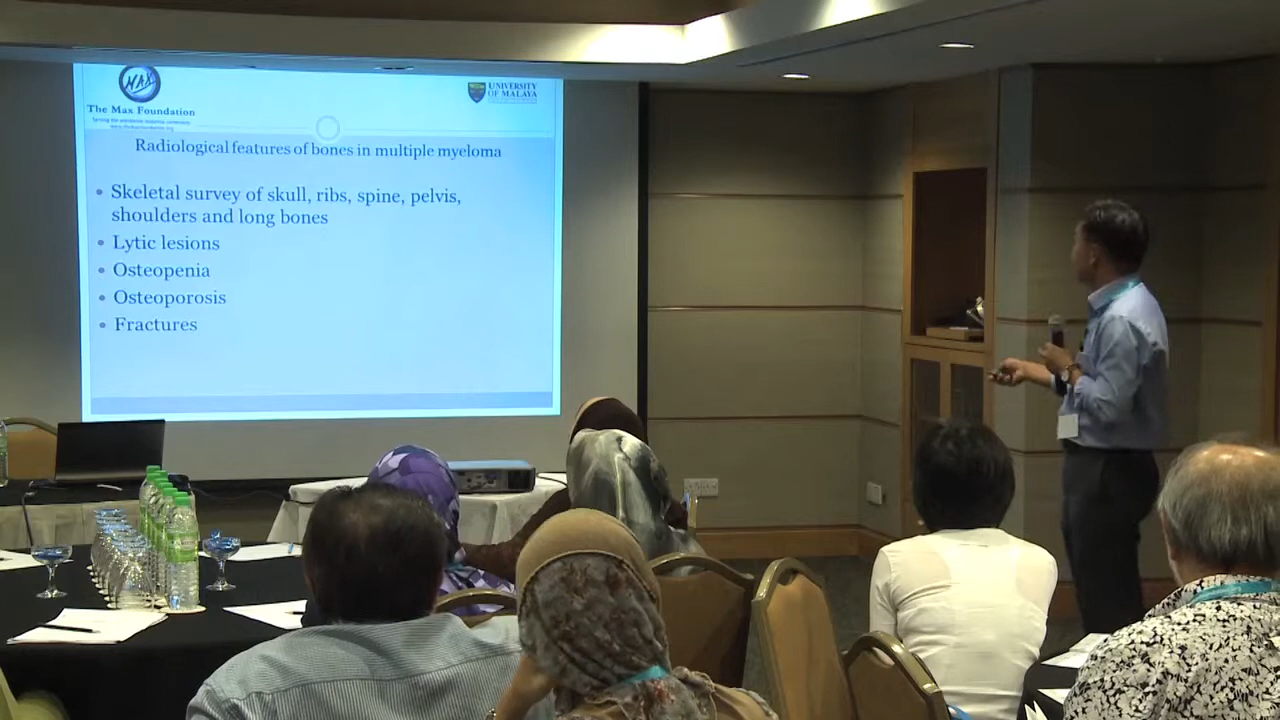 MAX
The Max Foundation
UNIVERSITY
OF MALAYA
Radiological features of bones in multiple myeloma
• Skeletal survey of skull, ribs, spine, pelvis,
shoulders and long bones
• Lytic lesions
• Osteopenia
• Osteoporosis
• Fractures